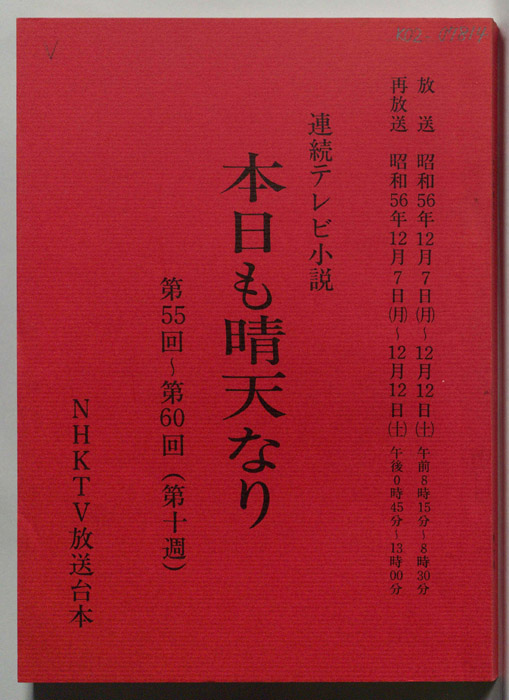 放送 昭和56年12月7日(月)~12月12日(土) 午前8時15分~8時30分
再放送 昭和56年12月7日(月)~12月12日(土) 午後0時45分~13時00分
連続テレビ小説
本日も晴天なり
第55回~第60回(第十週)
NHKTV放送台本